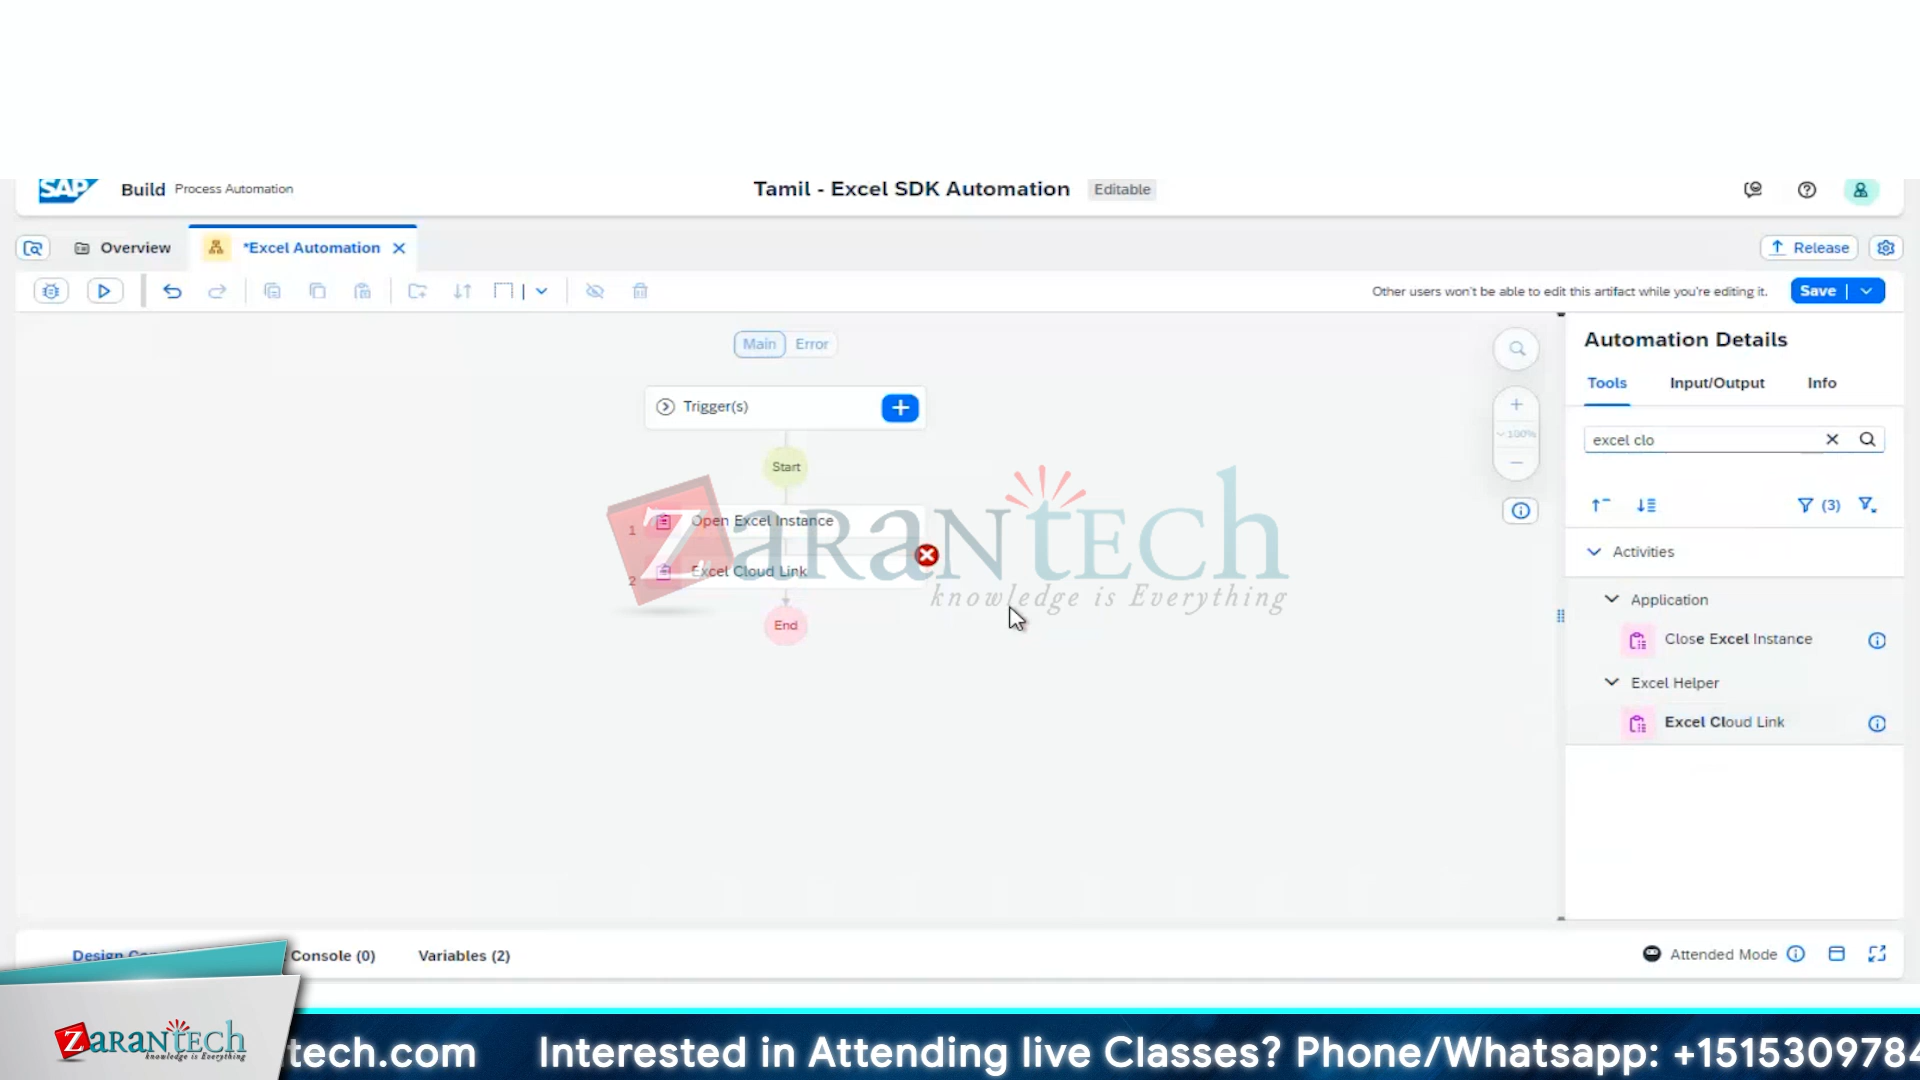 SAP Build Process Automation
Tamil - Excel SDK Automation Editable
Overview
*Excel Automation
Release
Other users won't be able to edit this artifact while you're editing it.
Save
Main Error
Trigger(s)
Start
1 Open Excel Instance
2 Excel Cloud Link
End
100%
ZaranTech
knowledge is Everything
Automation Details
Tools Input/Output Info
excel clo
(3)
Activities
Application
Close Excel Instance
Excel Helper
Excel Cloud Link
Design Console (0) Variables (2)
Attended Mode
ZaranTech
knowledge is Everything
tech.com Interested in Attending live Classes? Phone/Whatsapp: +1515309784